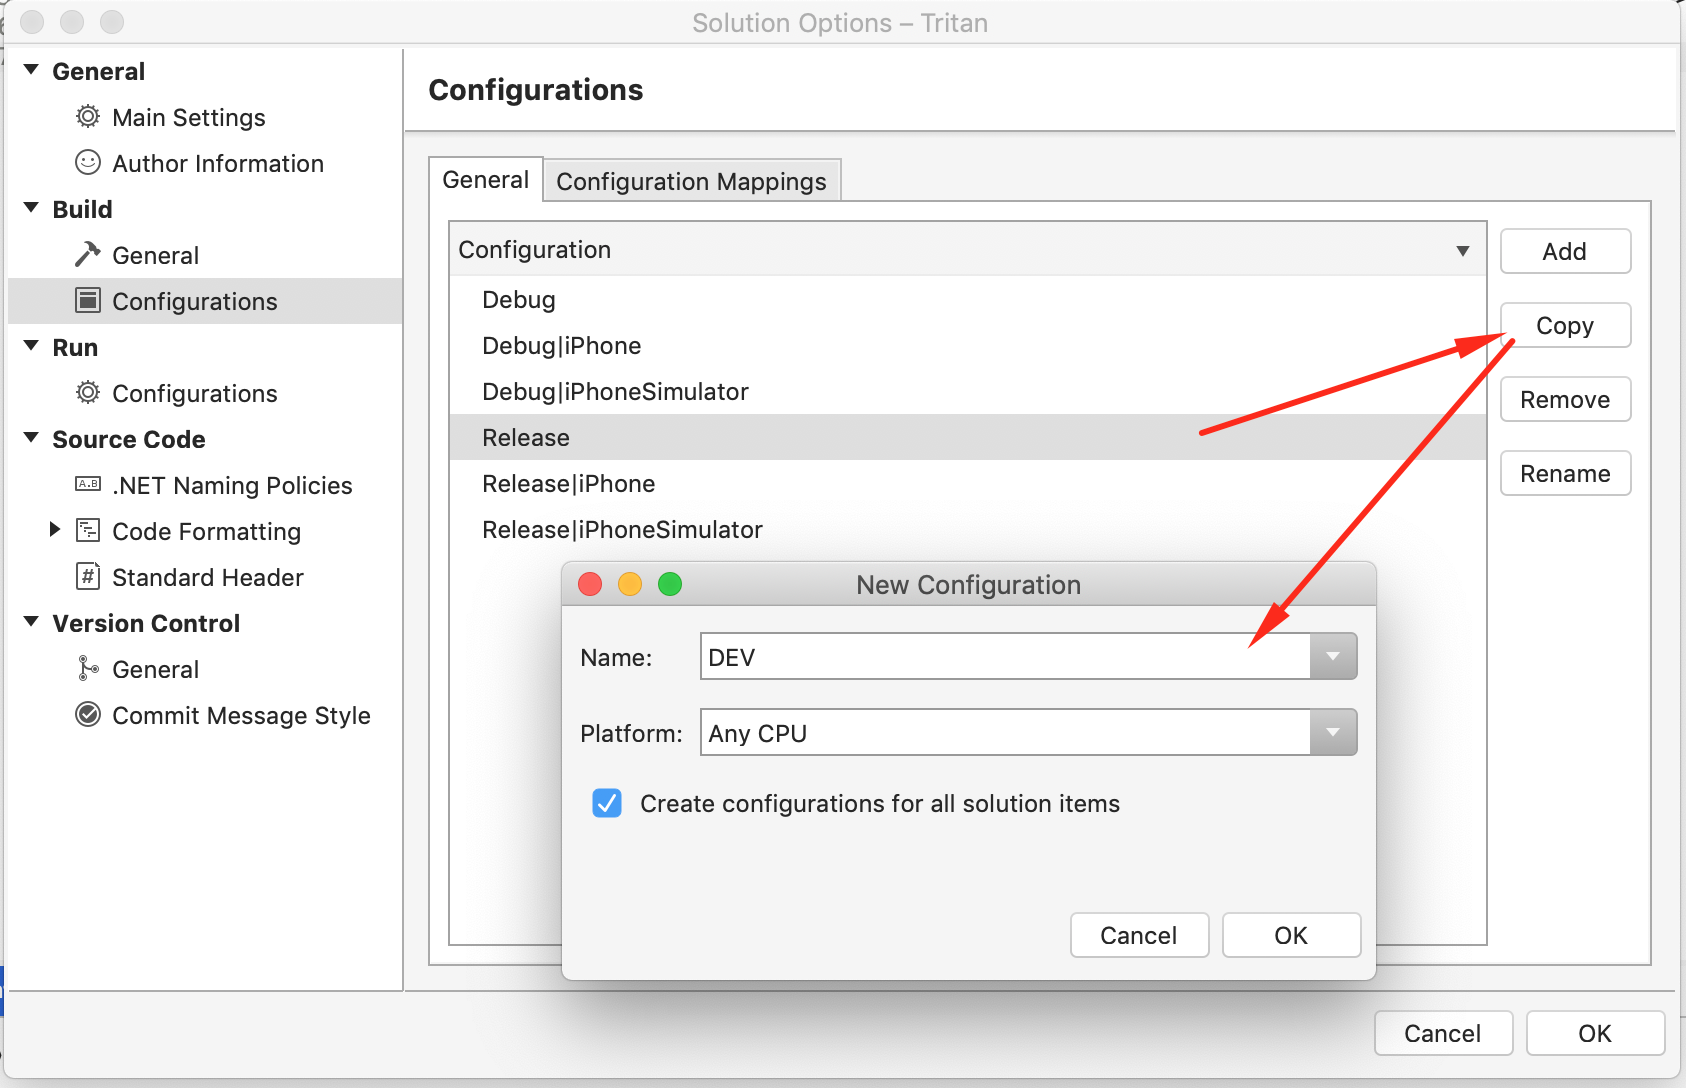 Solution Options – Tritan
General
Main Settings
Author Information
Build
General
Configurations
Run
Configurations
Source Code
A.B .NET Naming Policies
Code Formatting
# Standard Header
Version Control
General
Commit Message Style
Configurations
General
Configuration Mappings
Configuration
Debug
Debug|iPhone
Debug|iPhoneSimulator
Release
Release|iPhone
Release|iPhoneSimulator
Add
Copy
Remove
Rename
New Configuration
Name: DEV
Platform: Any CPU
Create configurations for all solution items
Cancel
OK
Cancel
OK